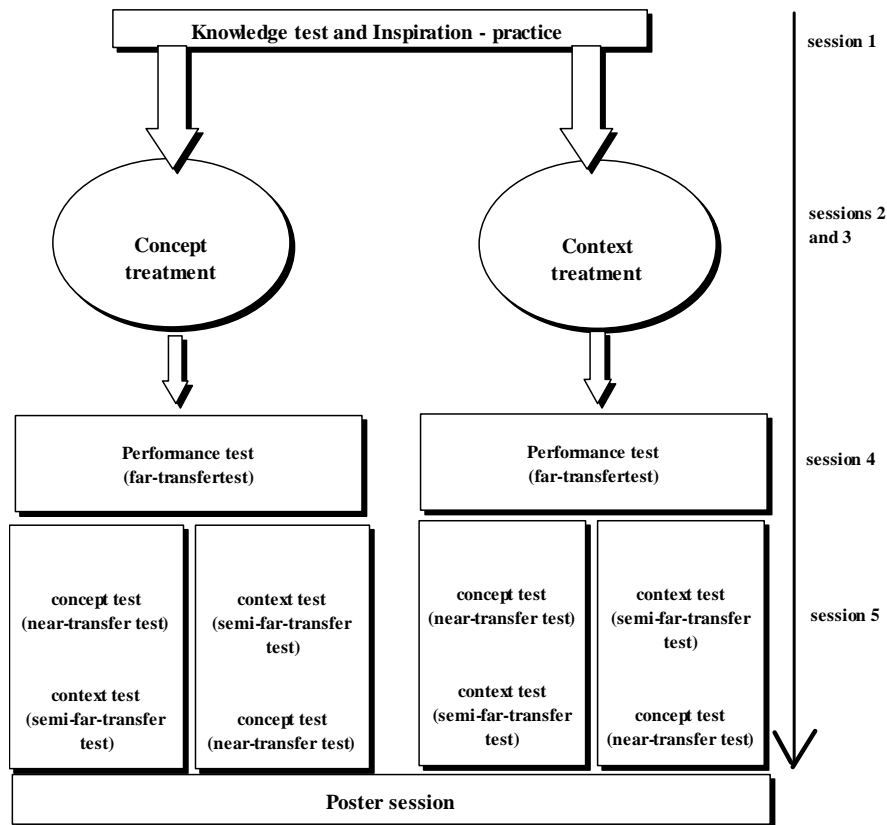 Knowledge test and Inspiration - practice
session 1
Concept
treatment
Context
treatment
sessions 2
and 3
Performance test
(far-transfertest)
Performance test
(far-transfertest)
session 4
concept test
(near-transfer test)
context test
(semi-far-transfer
test)
context test
(semi-far-transfer
test)
concept test
(near-transfer test)
concept test
(near-transfer test)
context test
(semi-far-transfer
test)
context test
(semi-far-transfer
test)
concept test
(near-transfer test)
session 5
Poster session